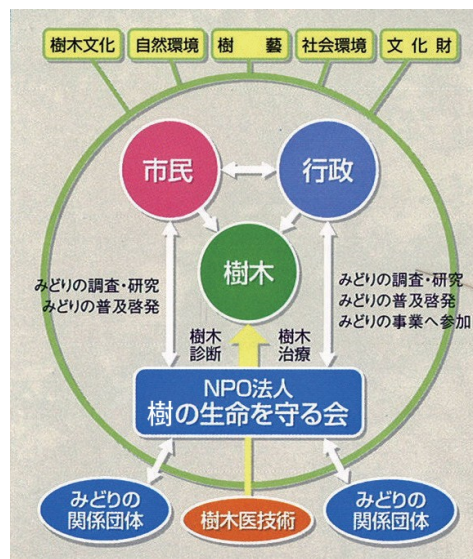 樹木文化 自然環境 樹藝 社会環境 文化財
市民
行政
樹木
みどりの調査・研究
みどりの普及啓発
みどりの調査・研究
みどりの普及啓発
みどりの事業へ参加
樹木
診断
樹木
治療
NPO法人
樹の生命を守る会
みどりの
関係団体
樹木医技術
みどりの
関係団体